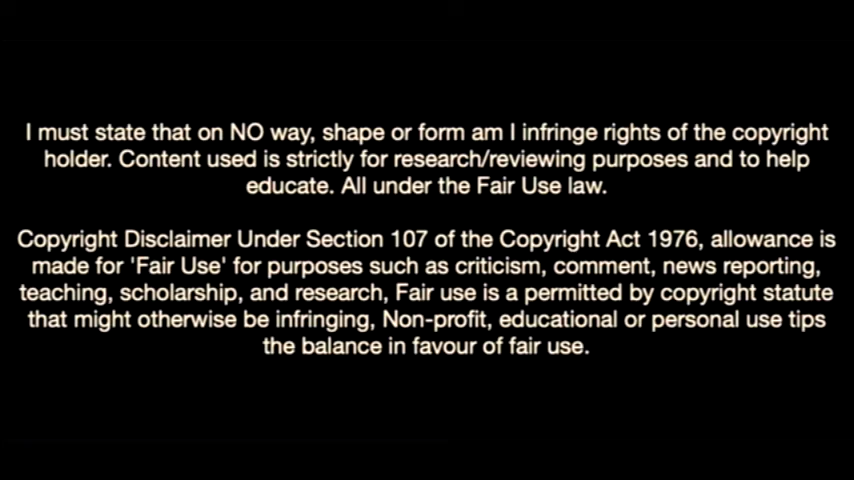 I must state that on NO way, shape or form am I infringe rights of the copyright
holder. Content used is strictly for research/reviewing purposes and to help
educate. All under the Fair Use law.
Copyright Disclaimer Under Section 107 of the Copyright Act 1976, allowance is
made for 'Fair Use' for purposes such as criticism, comment, news reporting,
teaching, scholarship, and research, Fair use is a permitted by copyright statute
that might otherwise be infringing, Non-profit, educational or personal use tips
the balance in favour of fair use.